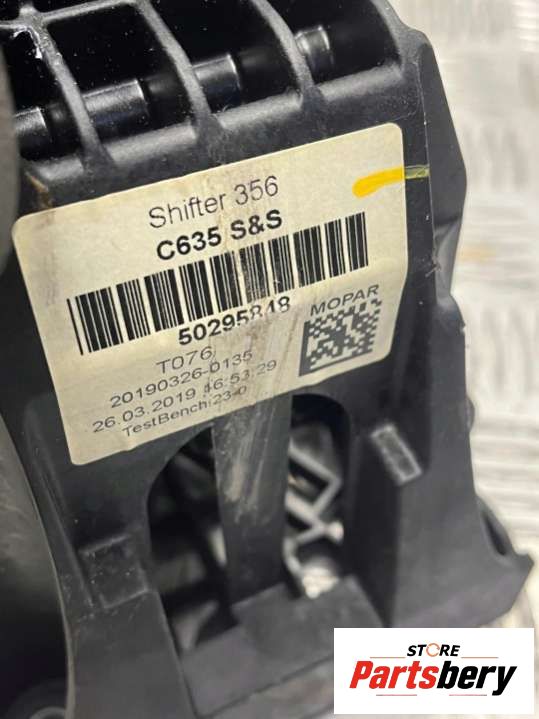 Shifter 356
C635 S&S
50295848
MOPAR
T076
20190326-0135
26.03.2019 16:53:29
TestBench:23-0
STORE
Partsbery